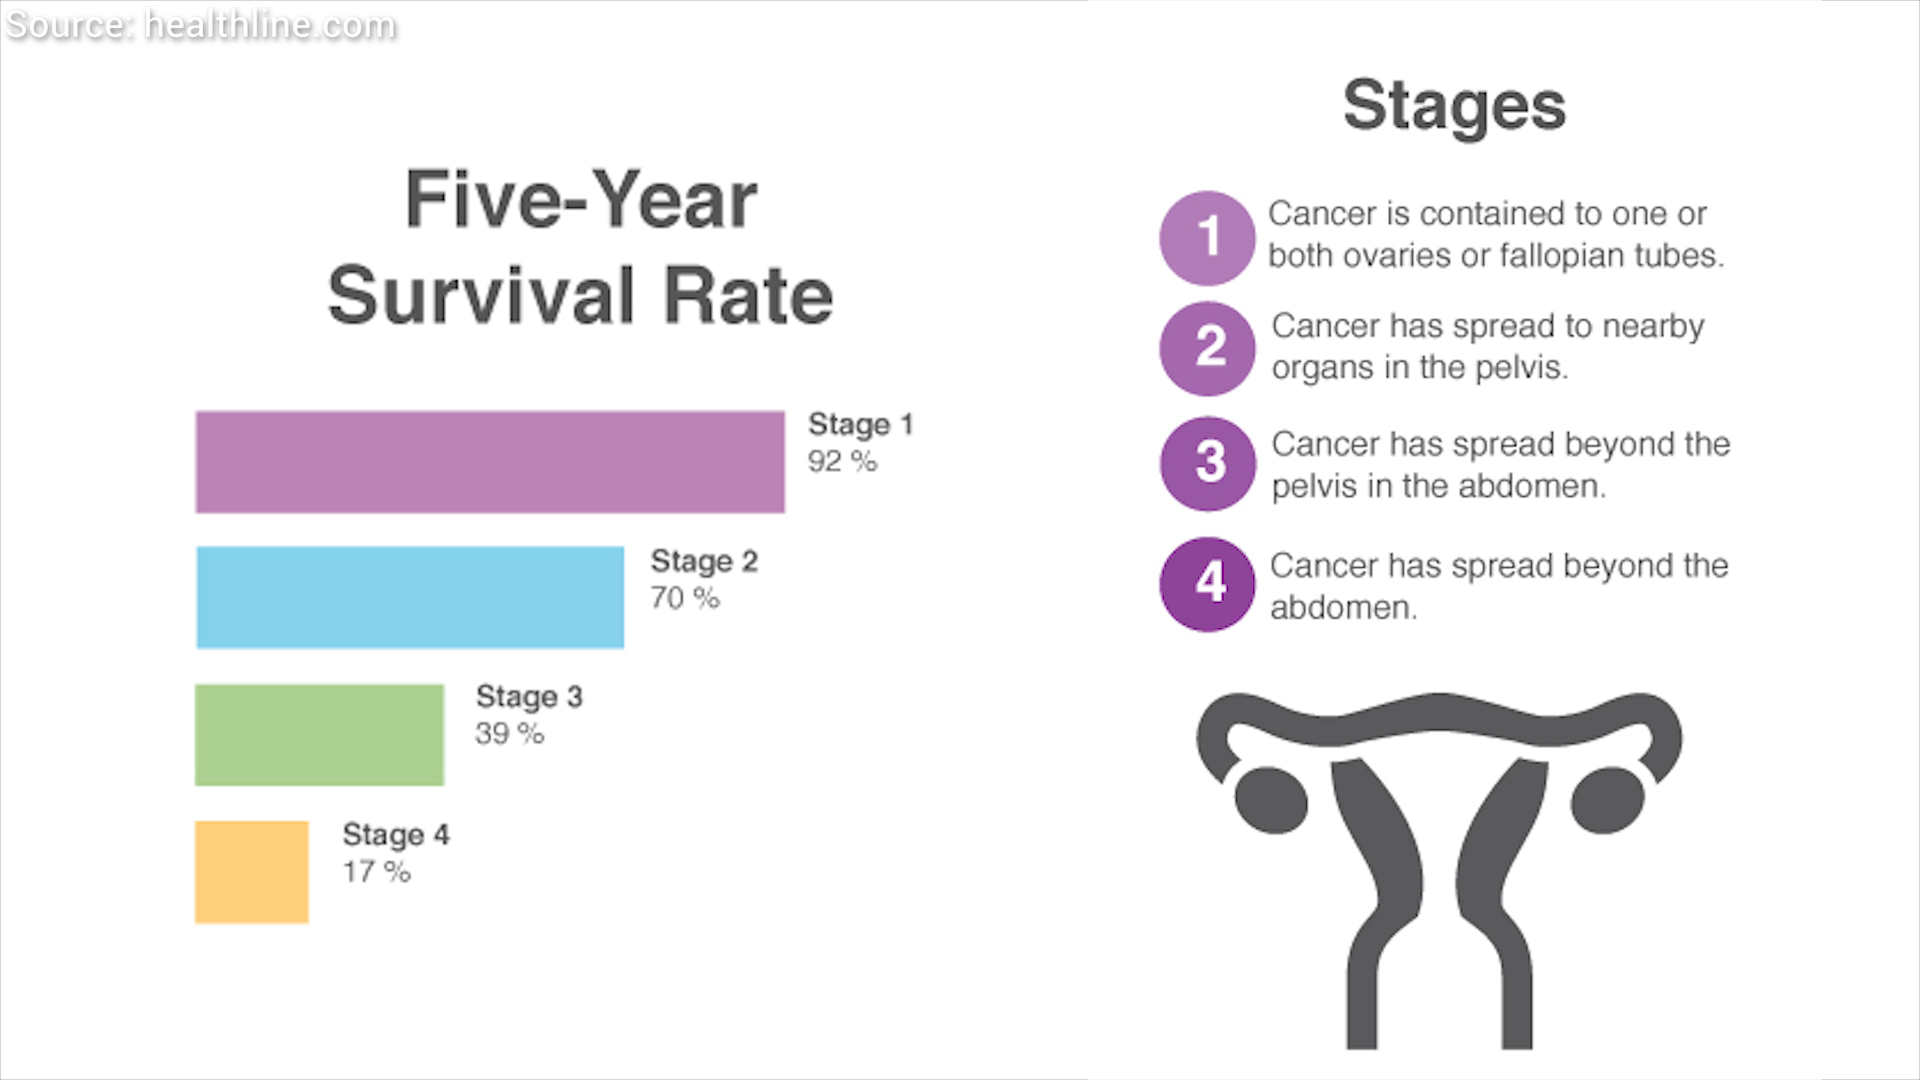 Source: healthline.com
Five-Year
Survival Rate
Stage 1
92 %
Stage 2
70 %
Stage 3
39 %
Stage 4
17 %
Stages
1
Cancer is contained to one or
both ovaries or fallopian tubes.
2
Cancer has spread to nearby
organs in the pelvis.
3
Cancer has spread beyond the
pelvis in the abdomen.
4
Cancer has spread beyond the
abdomen.